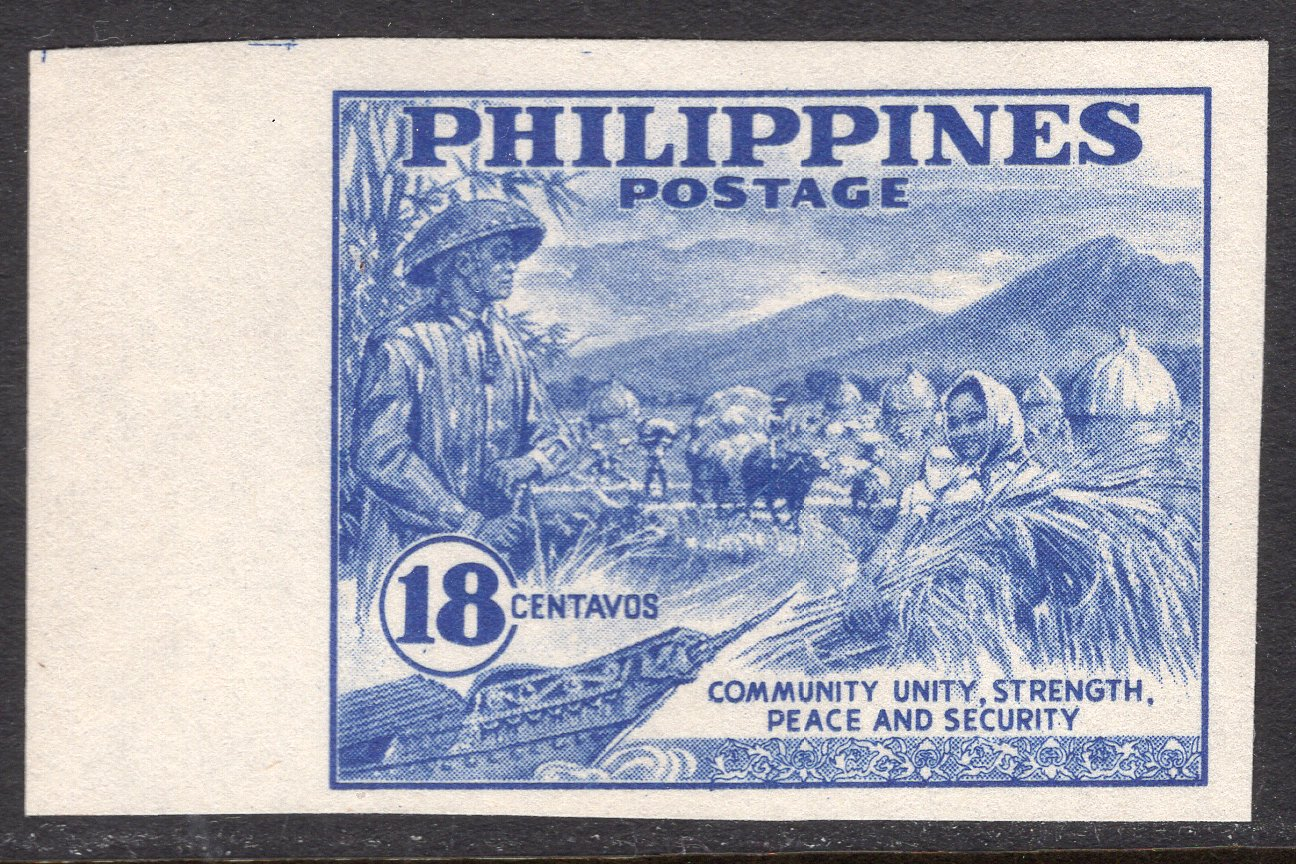 PHILIPPINES
POSTAGE
18 CENTAVOS
COMMUNITY UNITY, STRENGTH,
PEACE AND SECURITY